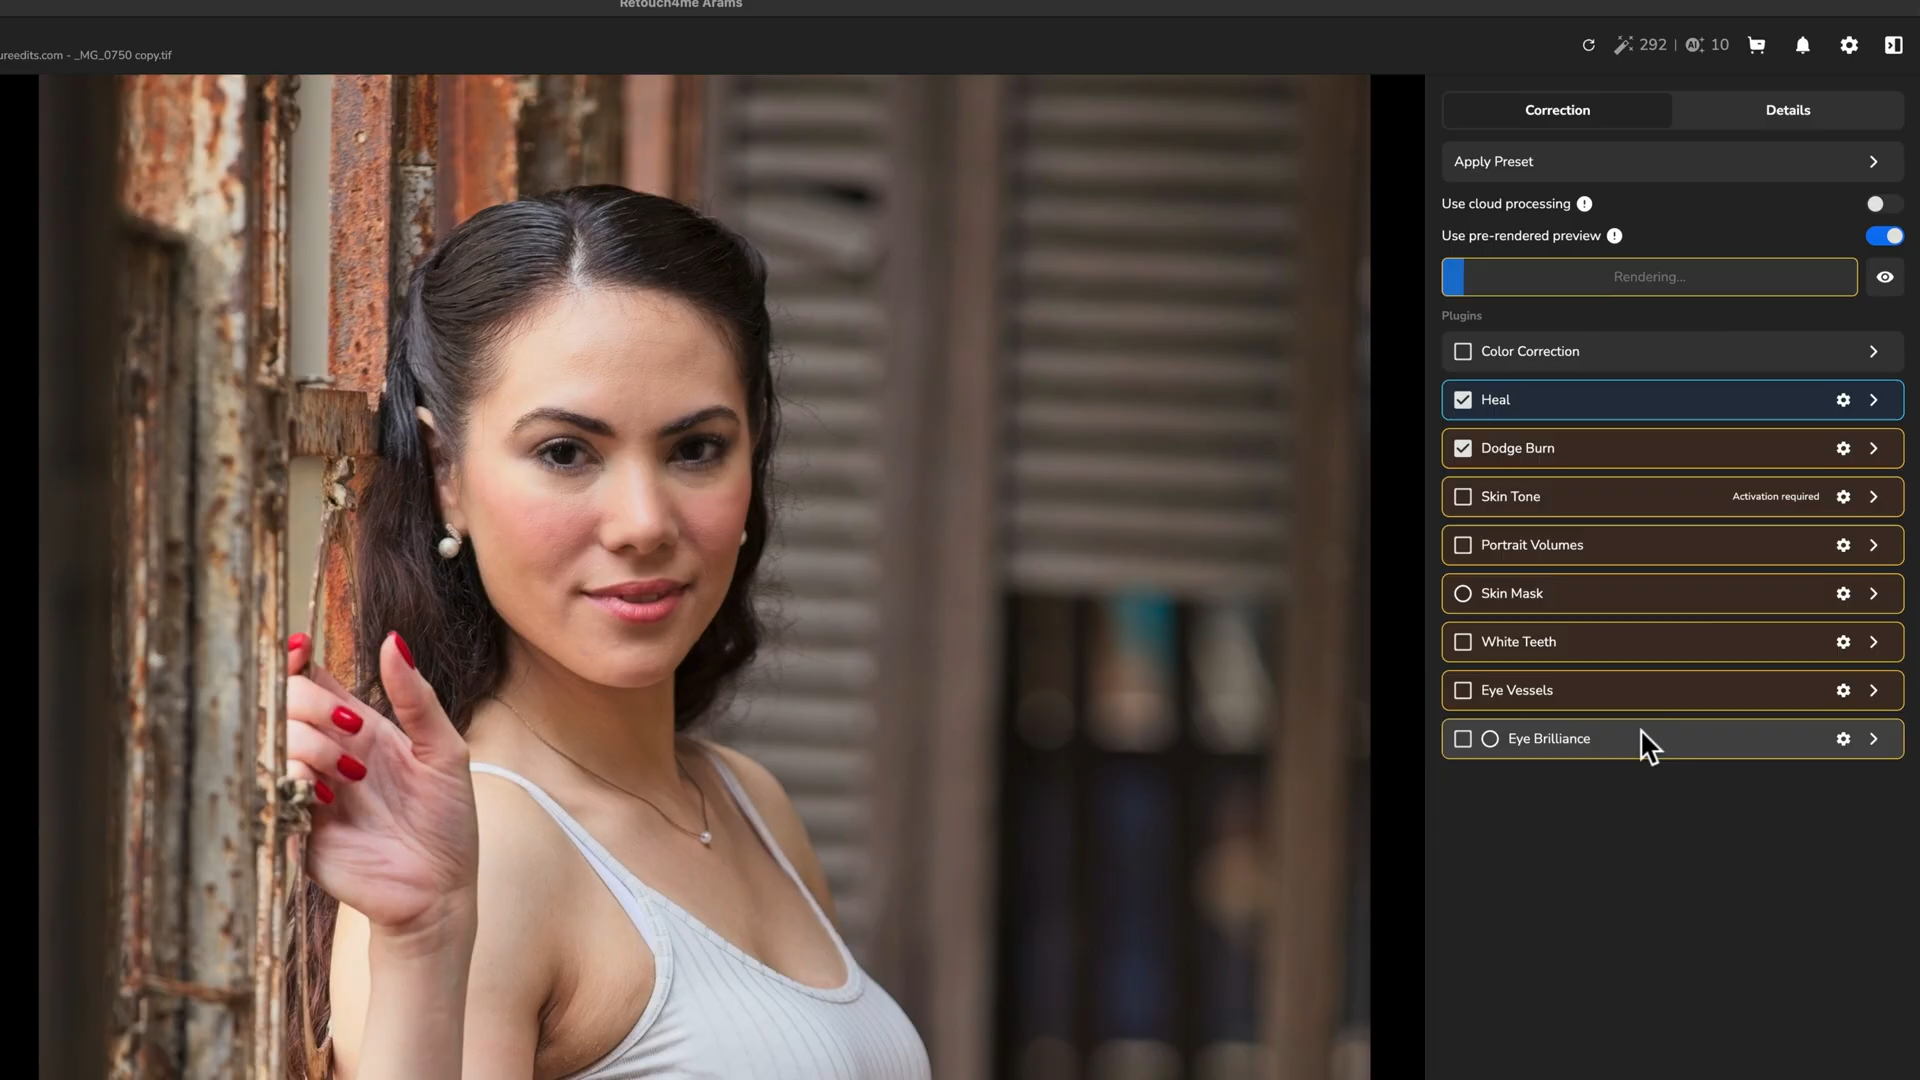 Retouch4me Arams
ureedits.com - _MG_0750 copy.tif
292 | AI 10
Correction
Details
Apply Preset
Use cloud processing !
Use pre-rendered preview !
Rendering...
Plugins
Color Correction
Heal
Dodge Burn
Skin Tone
Activation required
Portrait Volumes
Skin Mask
White Teeth
Eye Vessels
Eye Brilliance